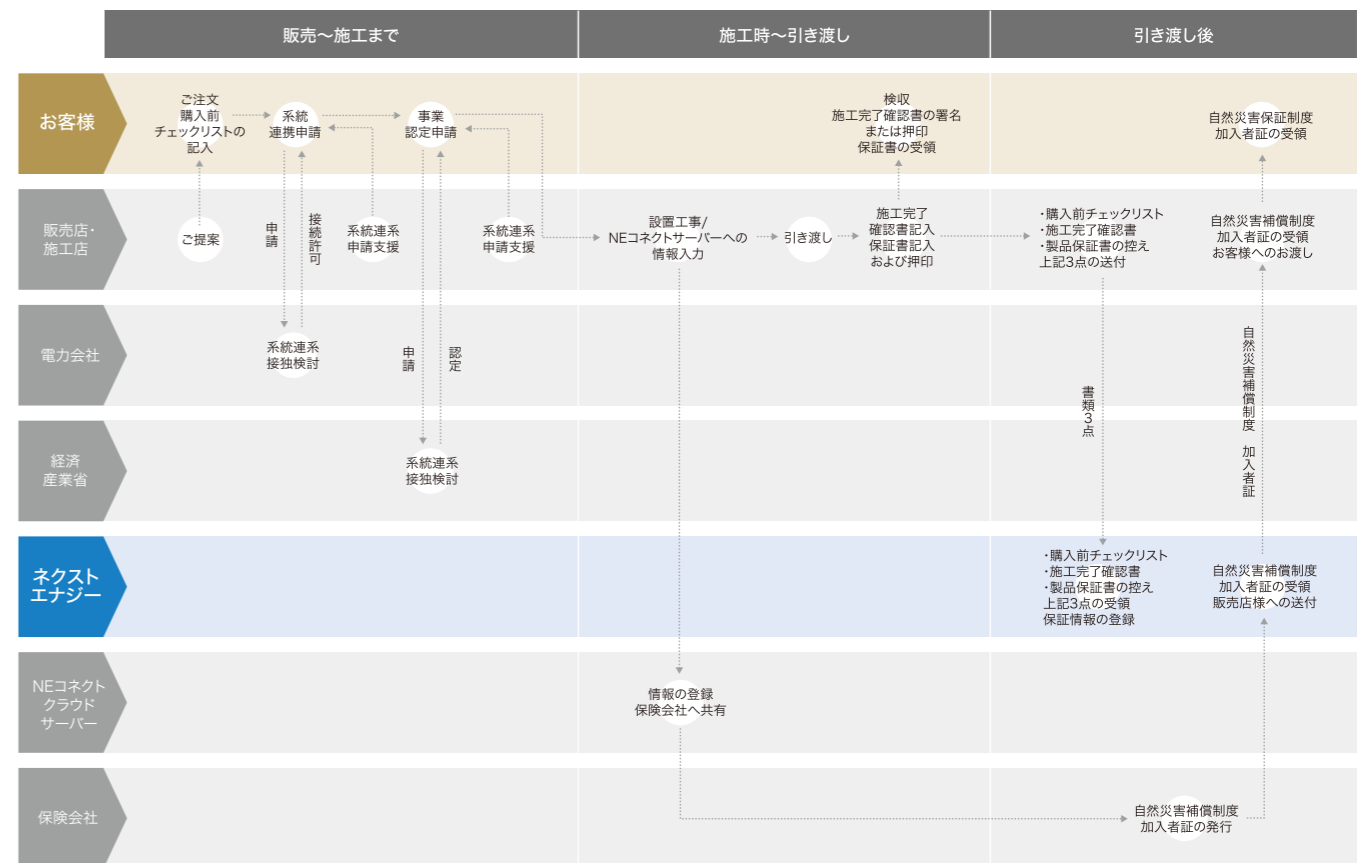 販売～施工まで
施工時～引き渡し
引き渡し後
お客様
ご注文
購入前
チェックリストの
記入
系統
連携申請
事業
認定申請
検収
施工完了確認書の署名
または押印
保証書の受領
自然災害保証制度
加入者証の受領
販売店・
施工店
ご提案
申請
接続許可
系統連系
申請支援
系統連系
申請支援
設置工事/
NEコネクトサーバーへの
情報入力
引き渡し
施工完了
確認書記入
保証書記入
および押印
・購入前チェックリスト
・施工完了確認書
・製品保証書の控え
上記3点の送付
自然災害補償制度
加入者証の受領
お客様へのお渡し
電力会社
系統連系
接独検討
申請
認定
書類3点
自然災害補償制度 加入者証
経済
産業省
系統連系
接独検討
ネクスト
エナジー
・購入前チェックリスト
・施工完了確認書
・製品保証書の控え
上記3点の受領
保証情報の登録
自然災害補償制度
加入者証の受領
販売店様への送付
NEコネクト
クラウド
サーバー
情報の登録
保険会社へ共有
保険会社
自然災害補償制度
加入者証の発行